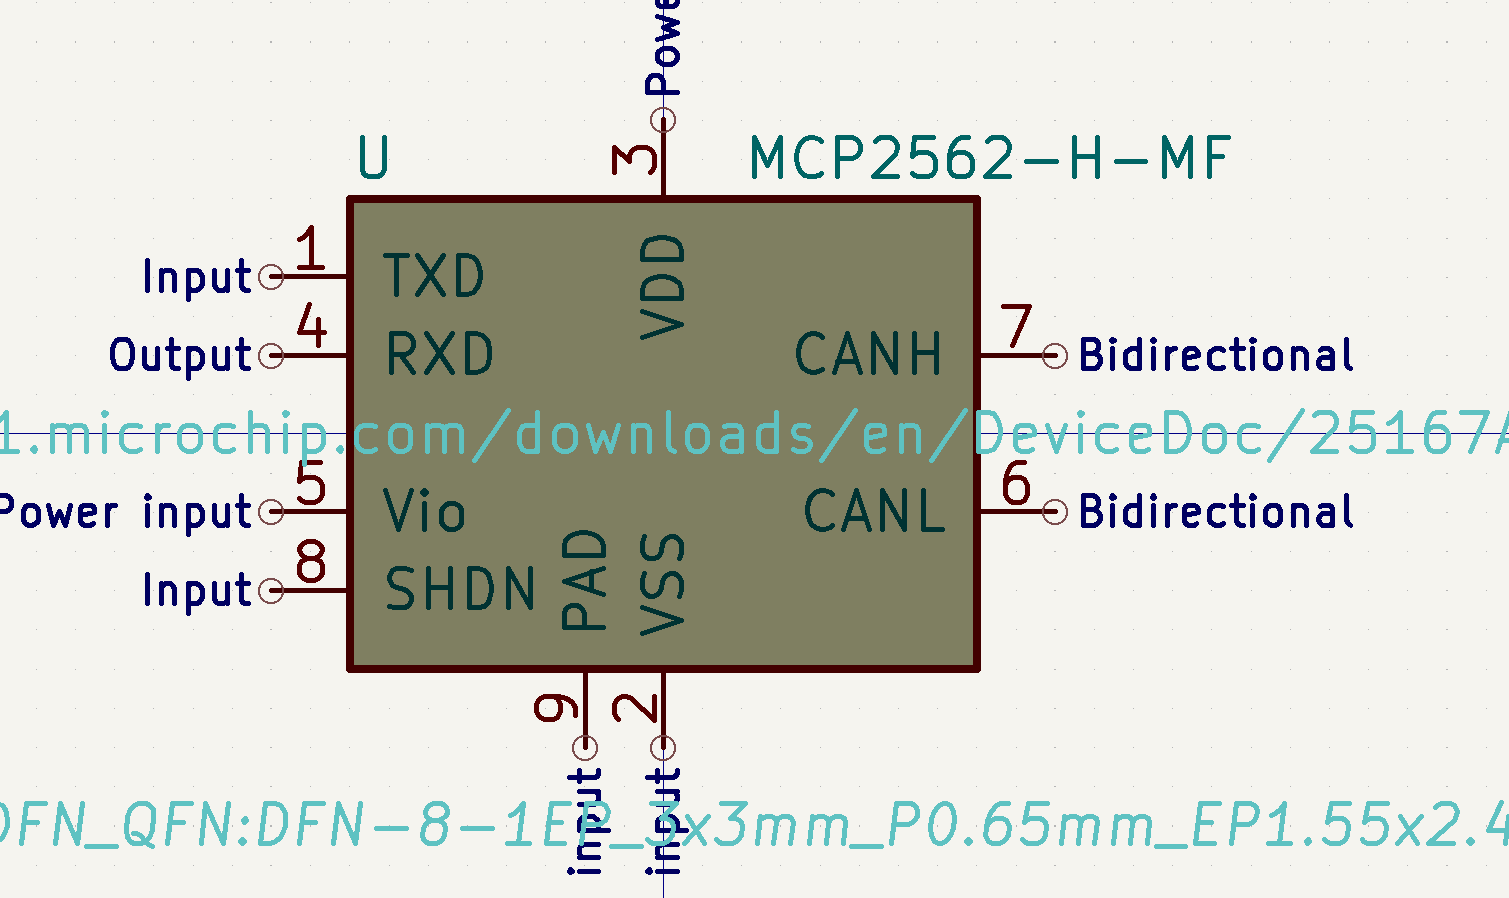 Powe
3
U
MCP2562-H-MF
1
Input
TXD
VDD
4
Output
RXD
CANH
7
Bidirectional
1.microchip.com/downloads/en/DeviceDoc/25167A
5
Power input
Vio
CANL
6
Bidirectional
8
Input
SHDN
PAD
VSS
9
2
input
input
DFN_QFN:DFN-8-1EP_3x3mm_P0.65mm_EP1.55x2.4